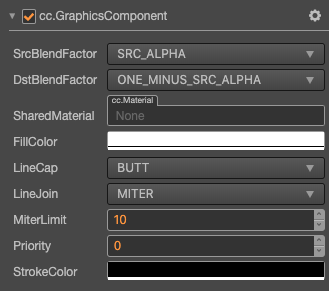 cc.GraphicsComponent
SrcBlendFactor SRC_ALPHA
DstBlendFactor ONE_MINUS_SRC_ALPHA
cc.Material
SharedMaterial None
FillColor
LineCap BUTT
LineJoin MITER
MiterLimit 10
Priority 0
StrokeColor